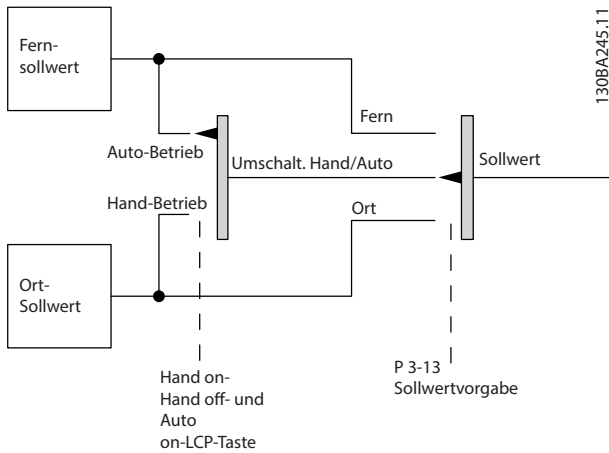 Fern-
sollwert
130BA245.11
Fern
Auto-Betrieb
Umschalt. Hand/Auto
Sollwert
Hand-Betrieb
Ort
Ort-
Sollwert
P 3-13
Sollwertvorgabe
Hand on-
Hand off- und
Auto
on-LCP-Taste